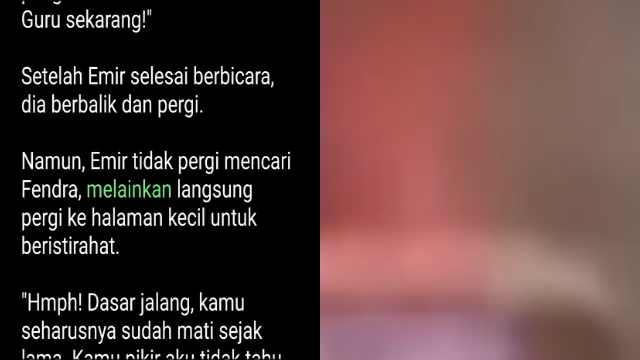 Guru sekarang!"
Setelah Emir selesai berbicara,
dia berbalik dan pergi.
Namun, Emir tidak pergi mencari
Fendra, melainkan langsung
pergi ke halaman kecil untuk
beristirahat.
"Hmph! Dasar jalang, kamu
seharusnya sudah mati sejak
lama. Kamu pikir aku tidak tahu